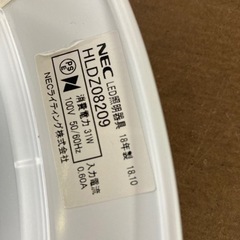 NEC LED照明器具 18年製 18.10
HLDZ08209
消費電力 31W 入力電流
100V 50/60Hz 0.60A
NECライティング株式会社
PSE